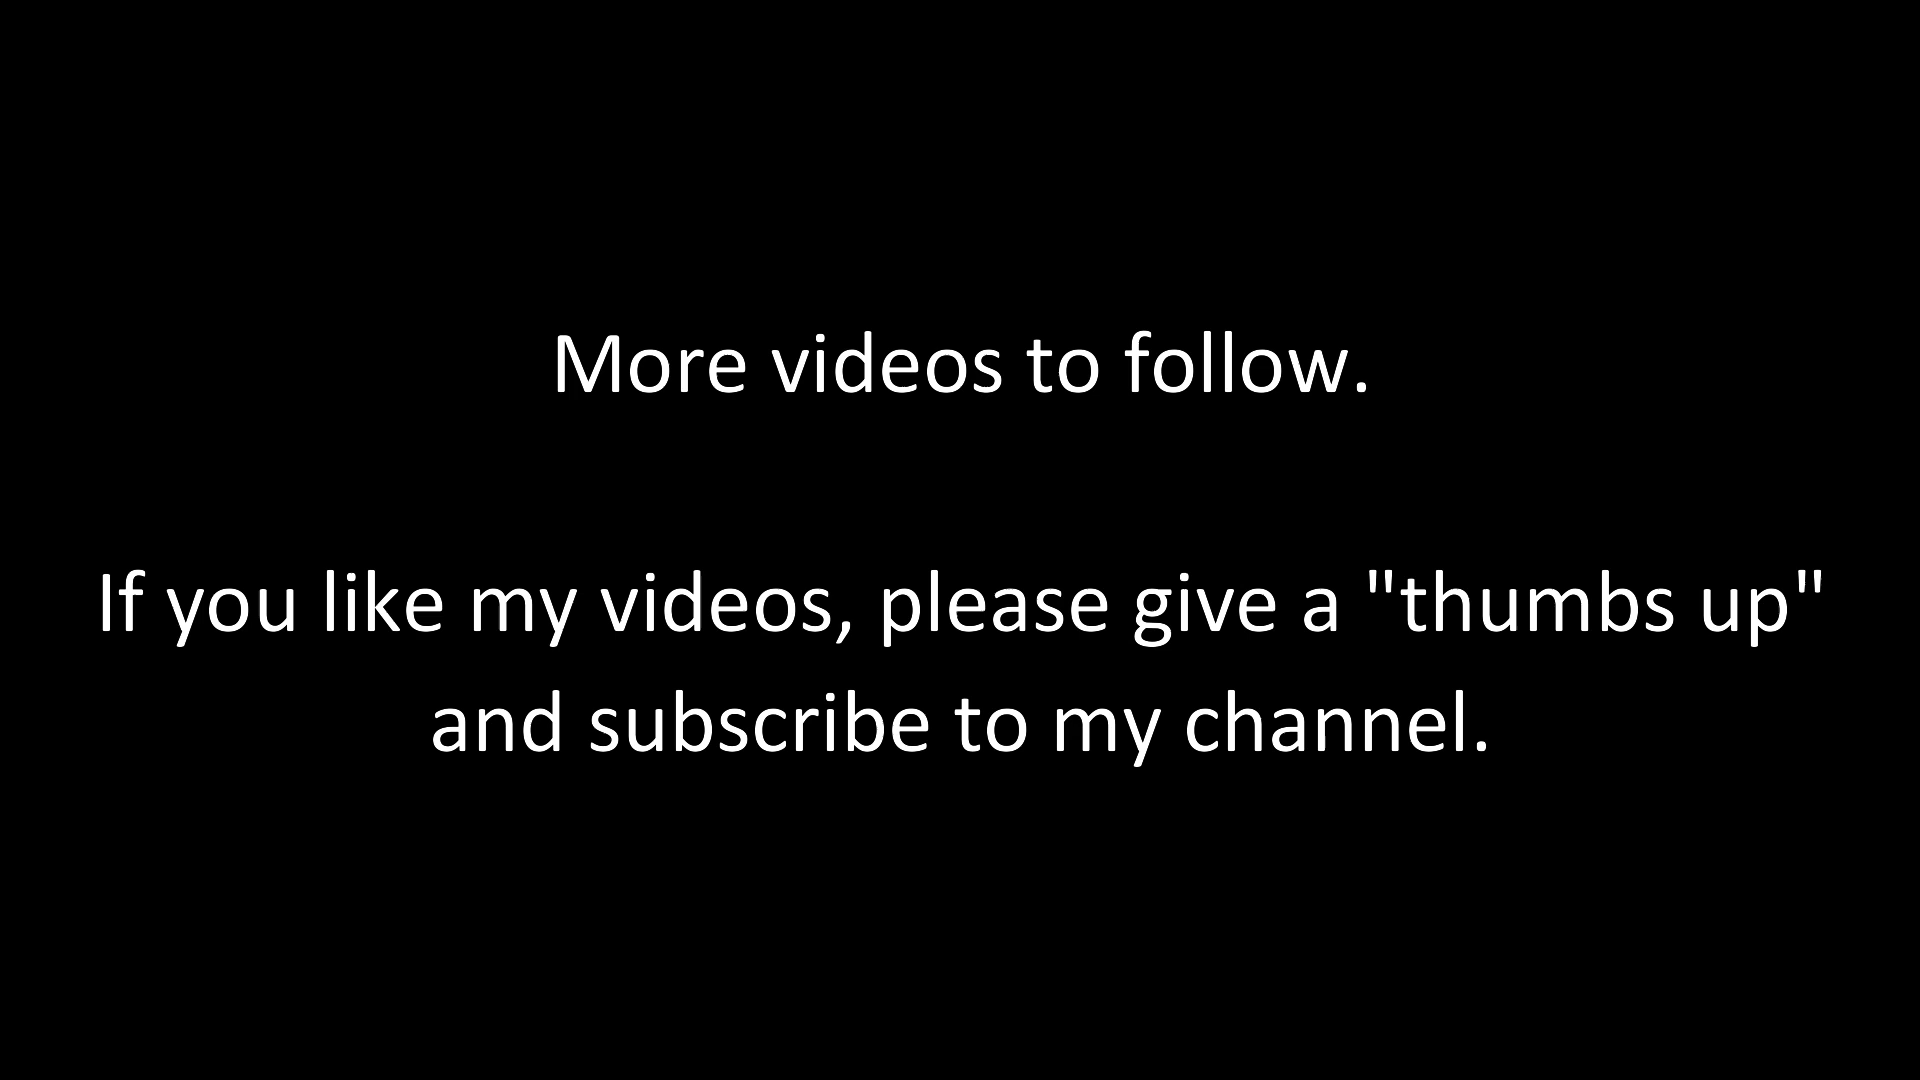 More videos to follow.
If you like my videos, please give a "thumbs up"
and subscribe to my channel.